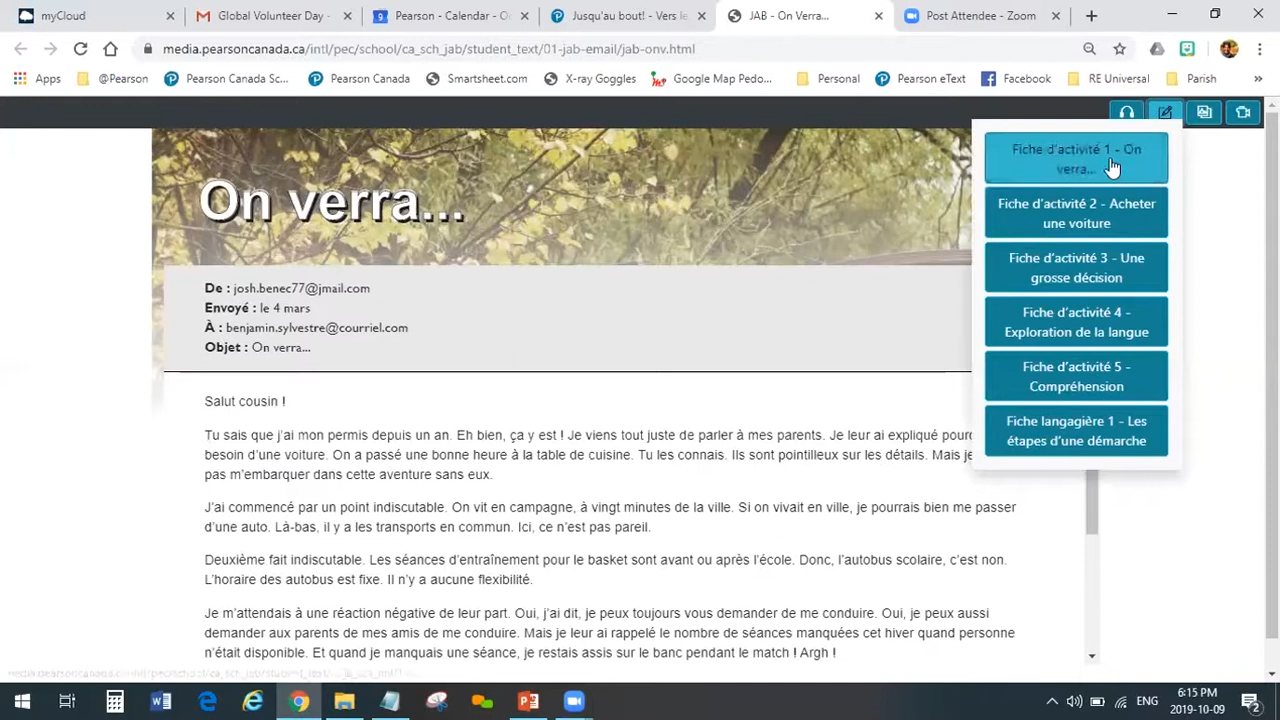 myCloud
Global Volunteer Day -
Pearson - Calendar - Oc
Jusqu'au bout! - Vers le
JAB - On Verra...
Post Attendee - Zoom
media.pearsoncanada.ca/intl/pec/school/ca_sch_jab/student_text/01-jab-email/jab-onv.html
Apps
@Pearson
Pearson Canada Sc...
Pearson Canada
Smartsheet.com
X-ray Goggles
Google Map Pedo...
Personal
Pearson eText
Facebook
RE Universal
Parish
»
Fiche d'activité 1 - On
verra...
Fiche d'activité 2 - Acheter
une voiture
Fiche d'activité 3 - Une
grosse décision
Fiche d'activité 4 -
Exploration de la langue
Fiche d'activité 5 -
Compréhension
Fiche langagière 1 - Les
étapes d'une démarche
On verra...
De : josh.benec77@jmail.com
Envoyé : le 4 mars
À : benjamin.sylvestre@courriel.com
Objet : On verra...
Salut cousin !
Tu sais que j'ai mon permis depuis un an. Eh bien, ça y est ! Je viens tout juste de parler à mes parents. Je leur ai expliqué
besoin d'une voiture. On a passé une bonne heure à la table de cuisine. Tu les connais. Ils sont pointilleux sur les détails. Mais je
pas m'embarquer dans cette aventure sans eux.
J'ai commencé par un point indiscutable. On vit en campagne, à vingt minutes de la ville. Si on vivait en ville, je pourrais bien me passer
d'une auto. Là-bas, il y a les transports en commun. Ici, ce n'est pas pareil.
Deuxième fait indiscutable. Les séances d'entraînement pour le basket sont avant ou après l'école. Donc, l'autobus scolaire, c'est non.
L'horaire des autobus est fixe. Il n'y a aucune flexibilité.
Je m'attendais à une réaction négative de leur part. Oui, j'ai dit, je peux toujours vous demander de me conduire. Oui, je peux aussi
demander aux parents de mes amis de me conduire. Mais je leur ai rappelé le nombre de séances manquées cet hiver quand personne
n'était disponible. Et quand je manquais une séance, je restais assis sur le banc pendant le match ! Argh !
ENG
6:15 PM
2019-10-09
2